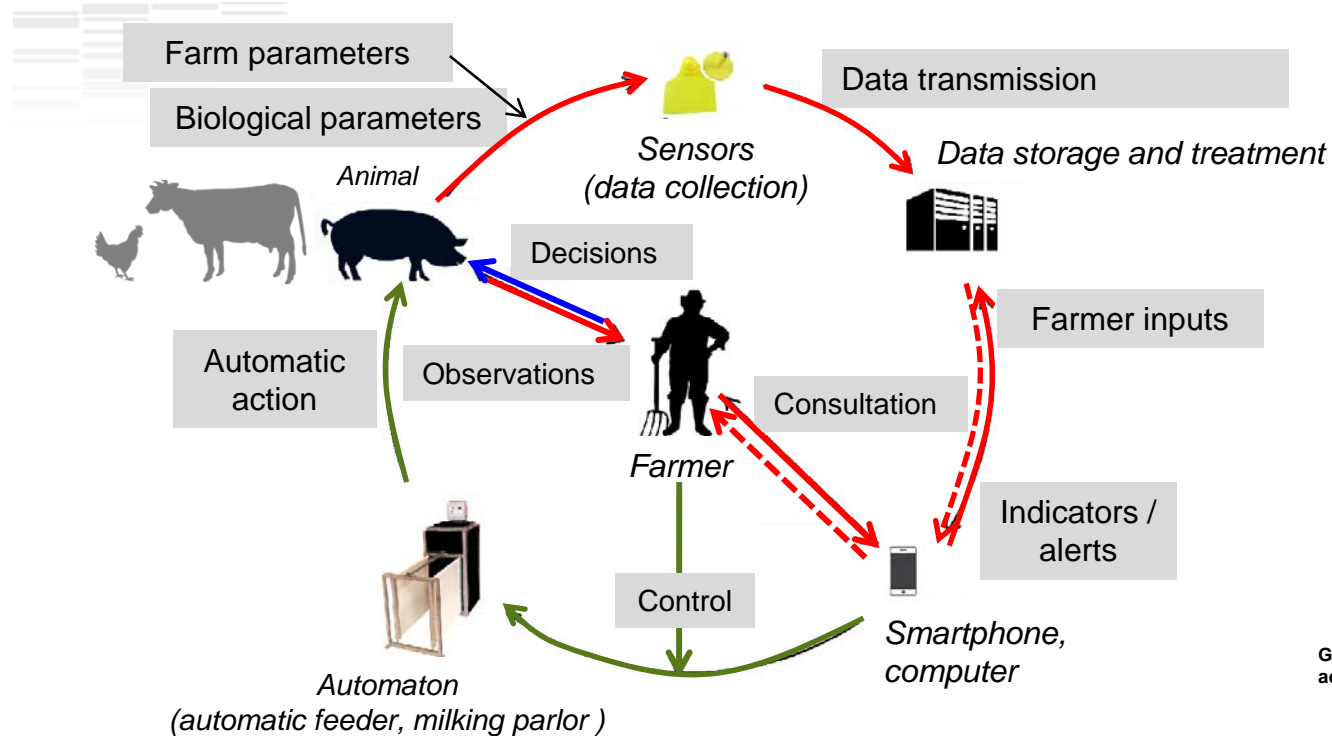 Farm parameters
Biological parameters
Animal
Sensors
(data collection)
Data transmission
Data storage and treatment
Decisions
Observations
Farmer inputs
Automatic
action
Consultation
Farmer
Indicators /
alerts
Control
Smartphone,
computer
Automaton
(automatic feeder, milking parlor )